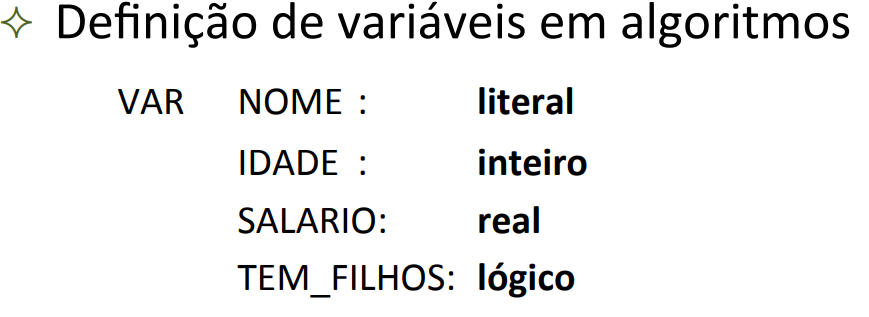 Definição de variáveis em algoritmos
VAR NOME : literal
IDADE : inteiro
SALARIO: real
TEM_FILHOS: lógico